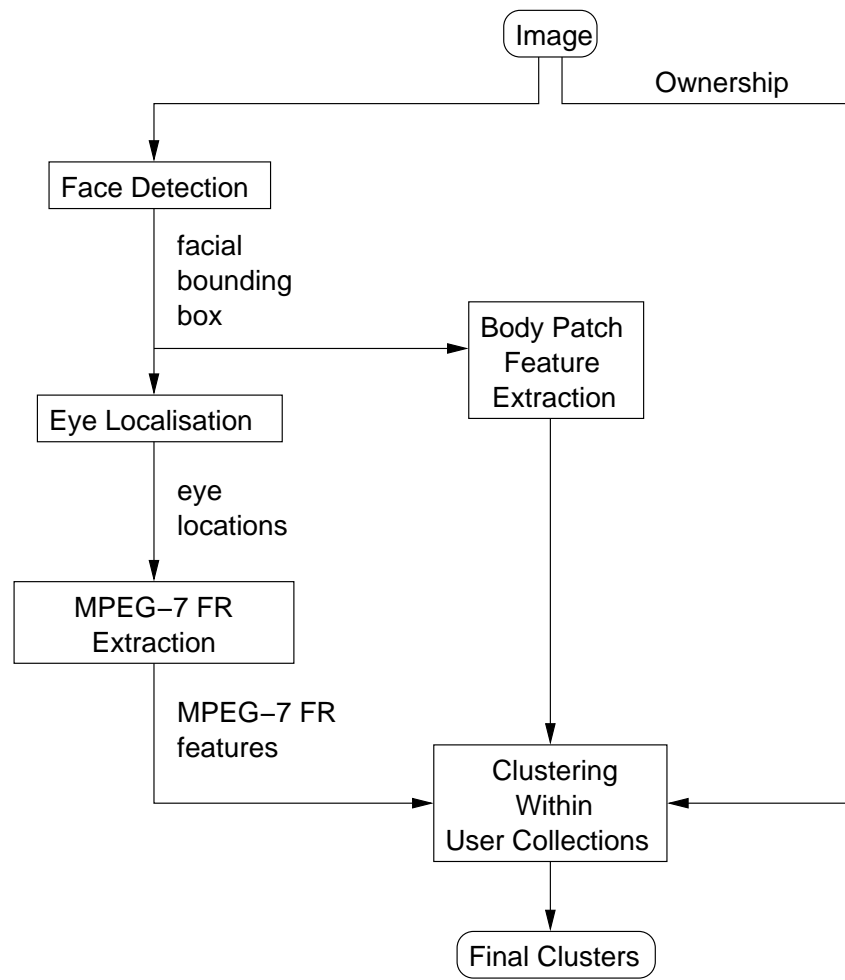 Image
Ownership
Face Detection
facial
bounding
box
Body Patch
Feature
Extraction
Eye Localisation
eye
locations
MPEG−7 FR
Extraction
MPEG−7 FR
features
Clustering
Within
User Collections
Final Clusters